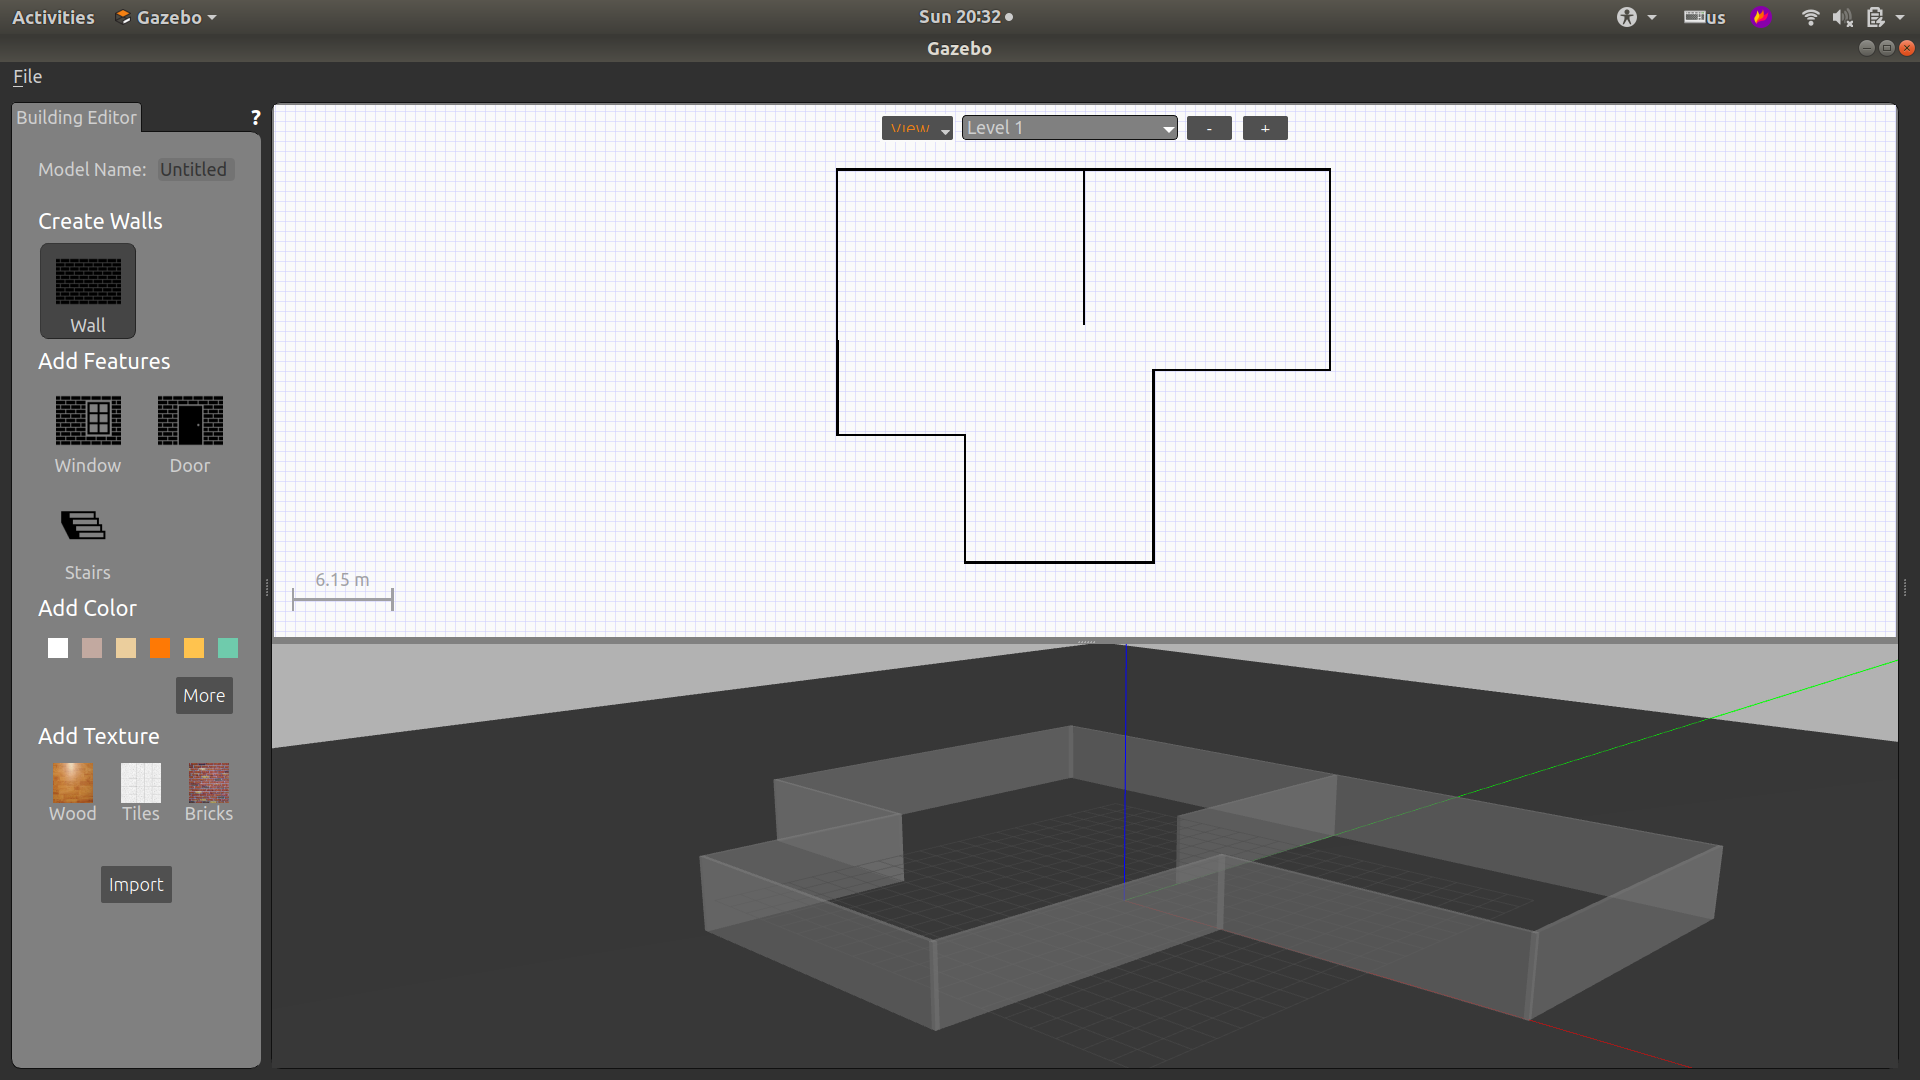 Activities Gazebo Sun 20:32 us
Gazebo
File
Building Editor ?
View Level 1 - +
Model Name: Untitled
Create Walls
Wall
Add Features
Window Door
Stairs
6.15 m
Add Color
More
Add Texture
Wood Tiles Bricks
Import